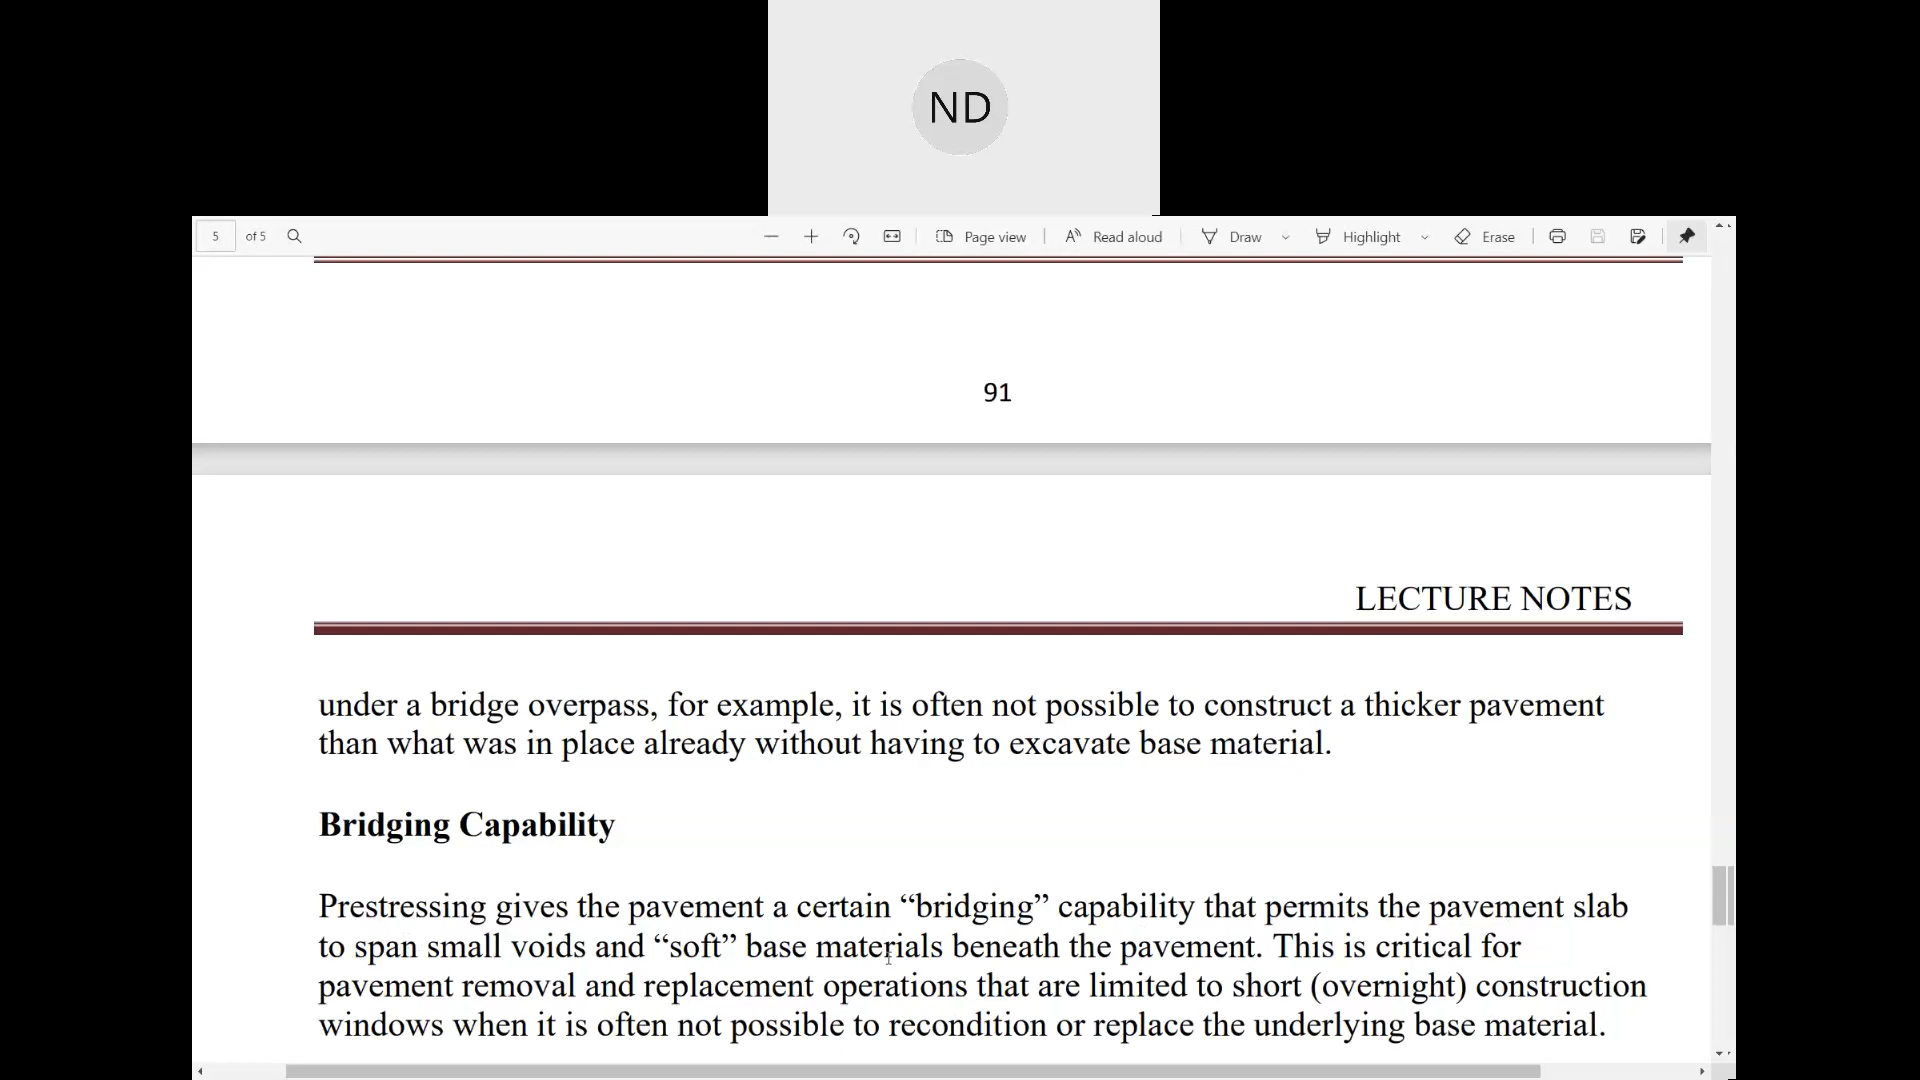 ND
5 of 5 Page view Read aloud Draw Highlight Erase
91
LECTURE NOTES
under a bridge overpass, for example, it is often not possible to construct a thicker pavement
than what was in place already without having to excavate base material.
Bridging Capability
Prestressing gives the pavement a certain “bridging” capability that permits the pavement slab
to span small voids and “soft” base materials beneath the pavement. This is critical for
pavement removal and replacement operations that are limited to short (overnight) construction
windows when it is often not possible to recondition or replace the underlying base material.